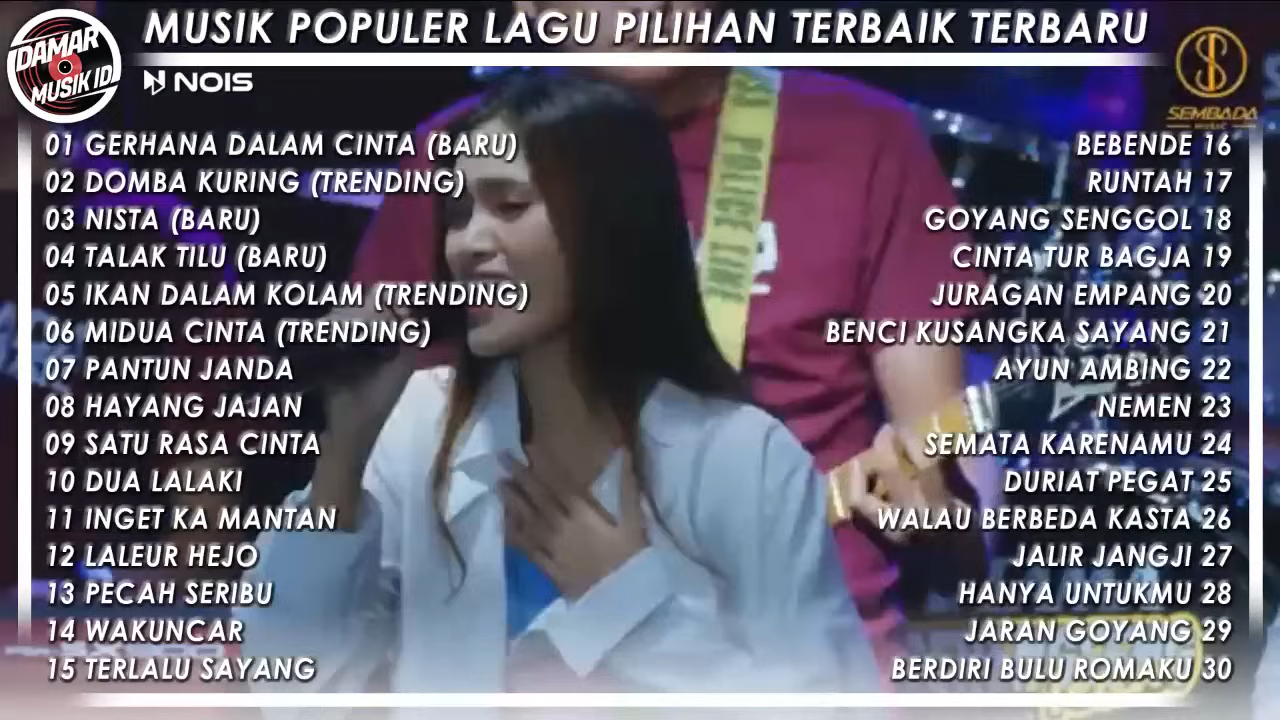 DAMAR
MUSIK ID
MUSIK POPULER LAGU PILIHAN TERBAIK TERBARU
NOIS
SEMBADA
MUSIC
POLICE LINE
01 GERHANA DALAM CINTA (BARU)
02 DOMBA KURING (TRENDING)
03 NISTA (BARU)
04 TALAK TILU (BARU)
05 IKAN DALAM KOLAM (TRENDING)
06 MIDUA CINTA (TRENDING)
07 PANTUN JANDA
08 HAYANG JAJAN
09 SATU RASA CINTA
10 DUA LALAKI
11 INGET KA MANTAN
12 LALEUR HEJO
13 PECAH SERIBU
14 WAKUNCAR
15 TERLALU SAYANG
BEBENDE 16
RUNTAH 17
GOYANG SENGGOL 18
CINTA TUR BAGJA 19
JURAGAN EMPANG 20
BENCI KUSANGKA SAYANG 21
AYUN AMBING 22
NEMEN 23
SEMATA KARENAMU 24
DURIAT PEGAT 25
WALAU BERBEDA KASTA 26
JALIR JANGJI 27
HANYA UNTUKMU 28
JARAN GOYANG 29
BERDIRI BULU ROMAKU 30